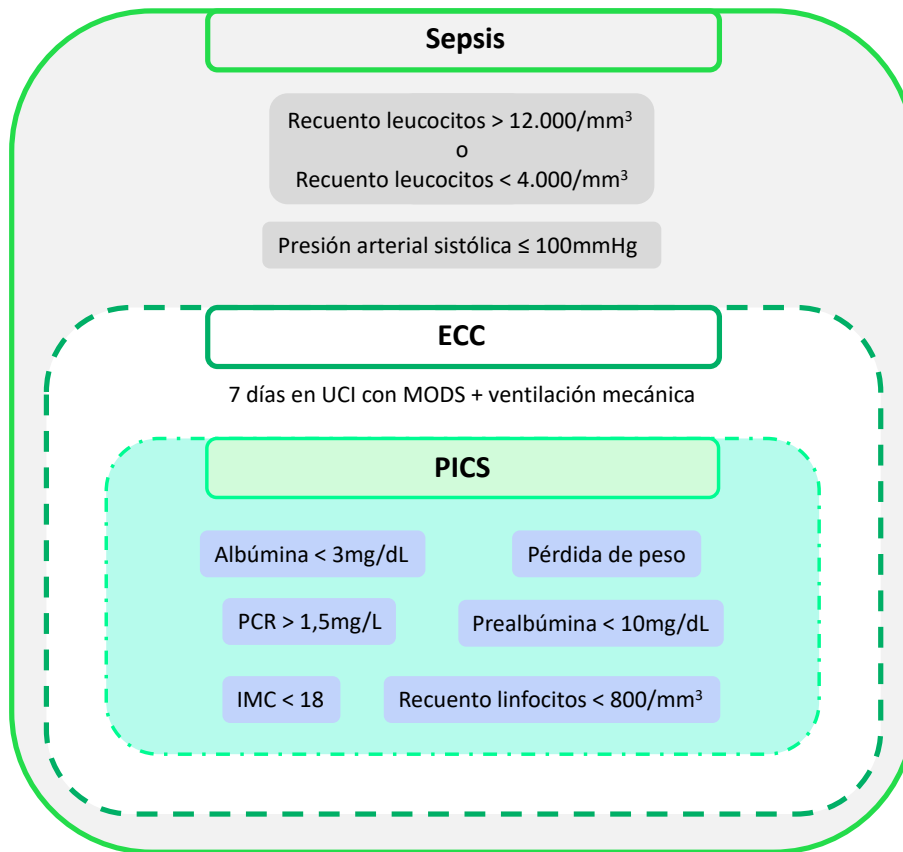 Sepsis
Recuento leucocitos > 12.000/mm³
o
Recuento leucocitos < 4.000/mm³
Presión arterial sistólica ≤ 100mmHg
ECC
7 días en UCI con MODS + ventilación mecánica
PICS
Albúmina < 3mg/dL
Pérdida de peso
PCR > 1,5mg/L
Prealbúmina < 10mg/dL
IMC < 18
Recuento linfocitos < 800/mm³